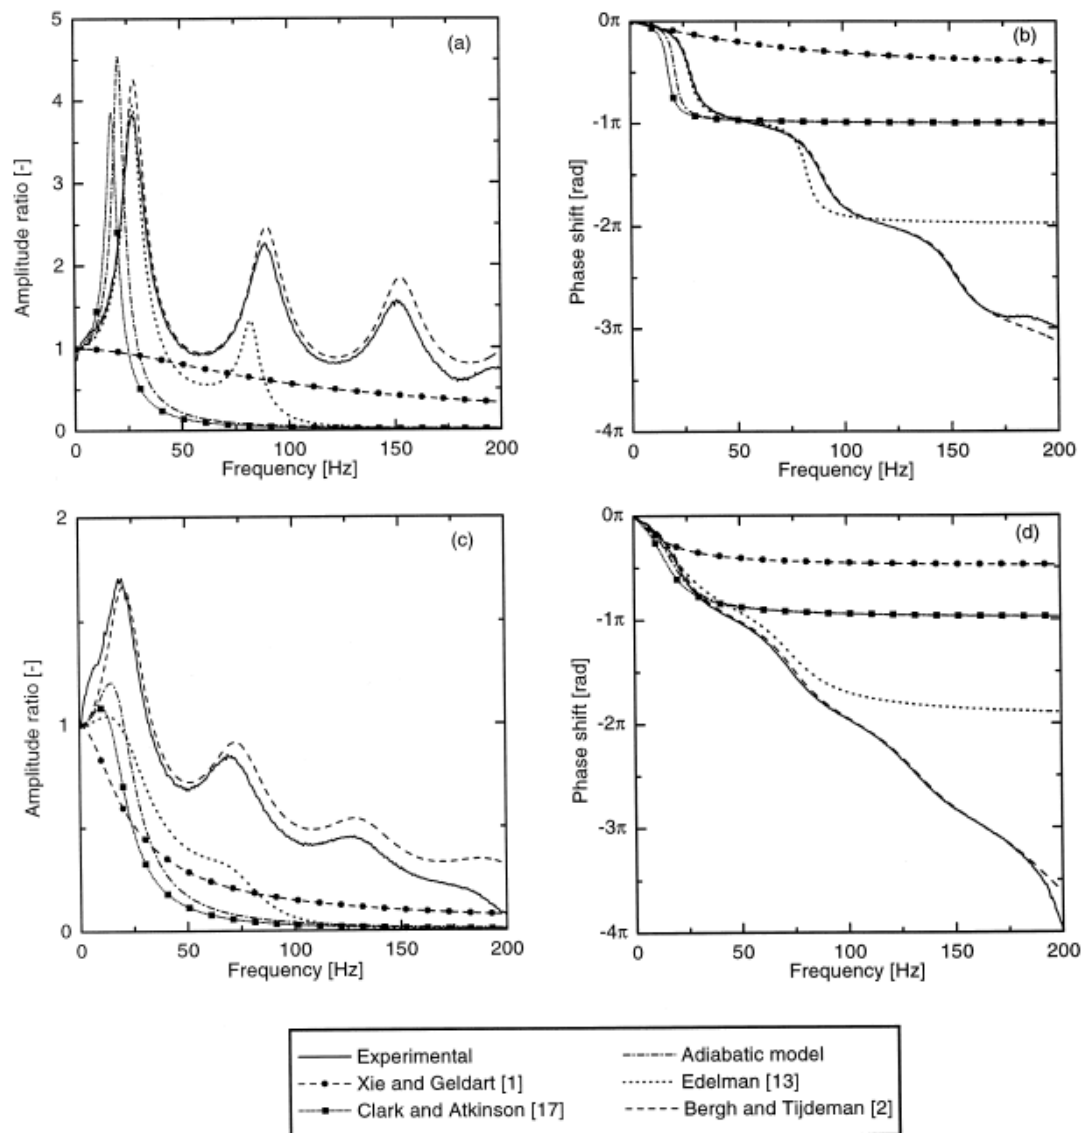 5
4
3
2
1
0
Amplitude ratio [-]
(a)
0 50 100 150 200
Frequency [Hz]
0π
-1π
-2π
-3π
-4π
Phase shift [rad]
(b)
0 50 100 150 200
Frequency [Hz]
2
1
0
Amplitude ratio [-]
(c)
0 50 100 150 200
Frequency [Hz]
0π
-1π
-2π
-3π
-4π
Phase shift [rad]
(d)
0 50 100 150 200
Frequency [Hz]
Experimental
Xie and Geldart [1]
Clark and Atkinson [17]
Adiabatic model
Edelman [13]
Bergh and Tijdeman [2]